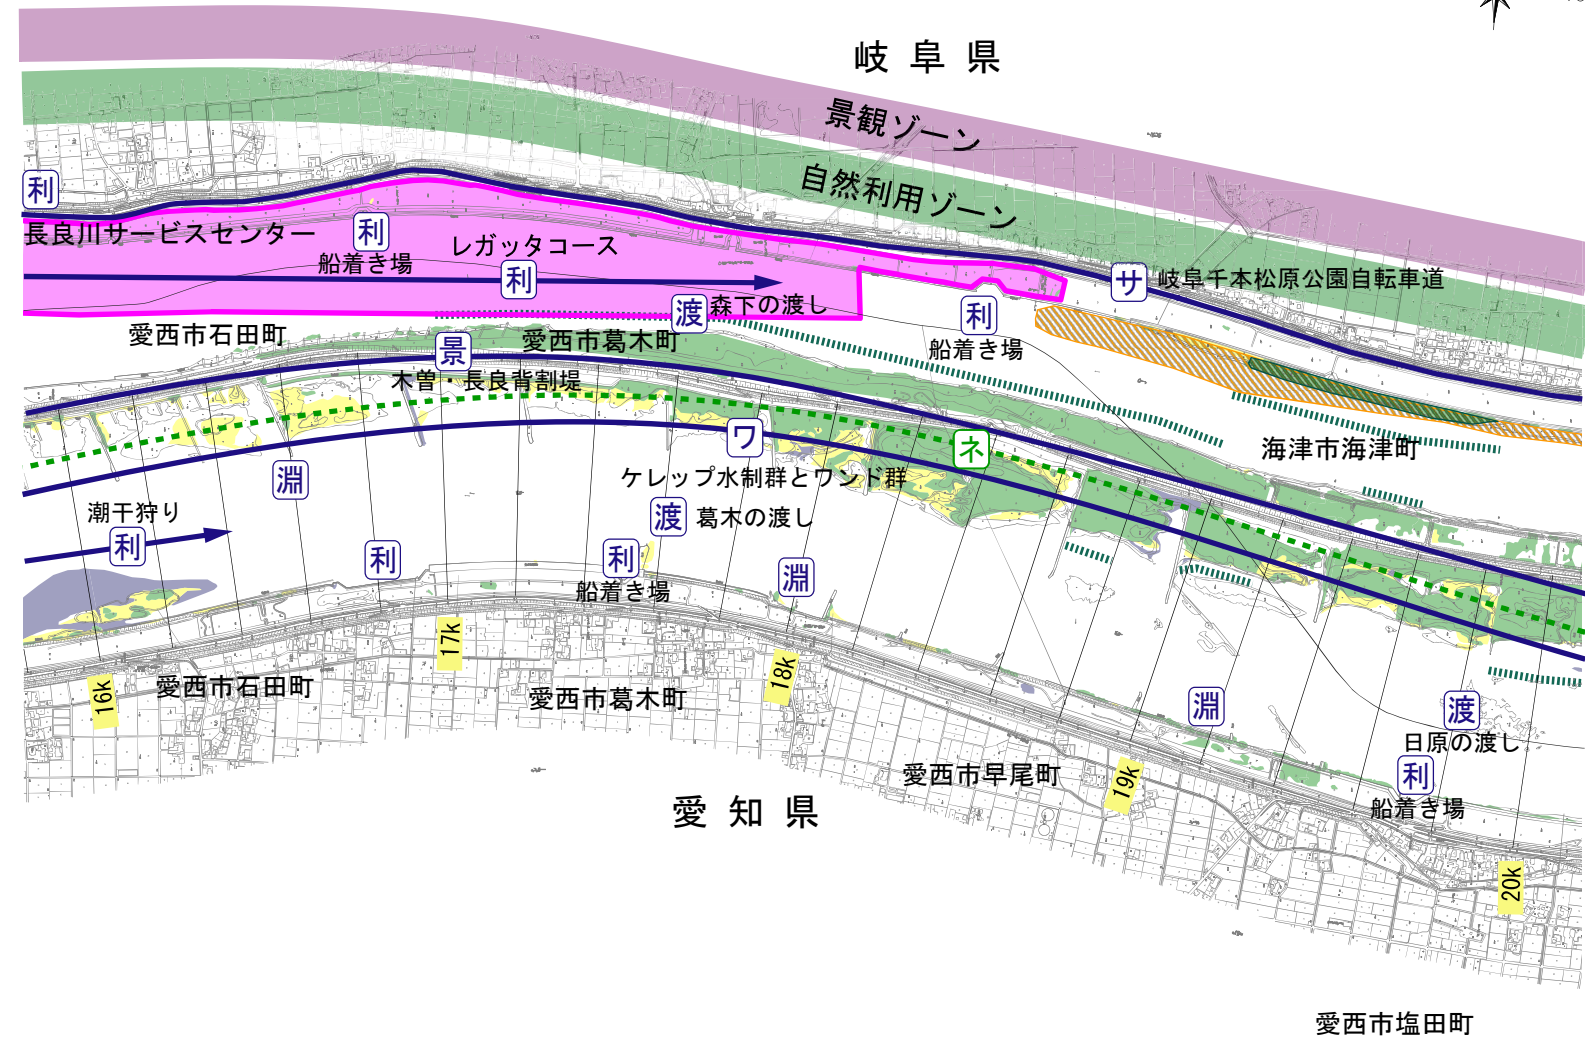 岐阜県
景観ゾーン
自然利用ゾーン
利
長良川サービスセンター
利
船着き場
レガッタコース
利
サ
岐阜千本松原公園自転車道
渡
森下の渡し
利
船着き場
愛西市石田町
景
愛西市葛木町
木曽・長良背割堤
海津市海津町
ワ
ネ
ケレップ水制群とワンド群
淵
潮干狩り
利
渡
葛木の渡し
利
利
船着き場
淵
16k
17k
18k
愛西市石田町
愛西市葛木町
淵
渡
日原の渡し
愛西市早尾町
19k
利
船着き場
愛知県
20k
愛西市塩田町